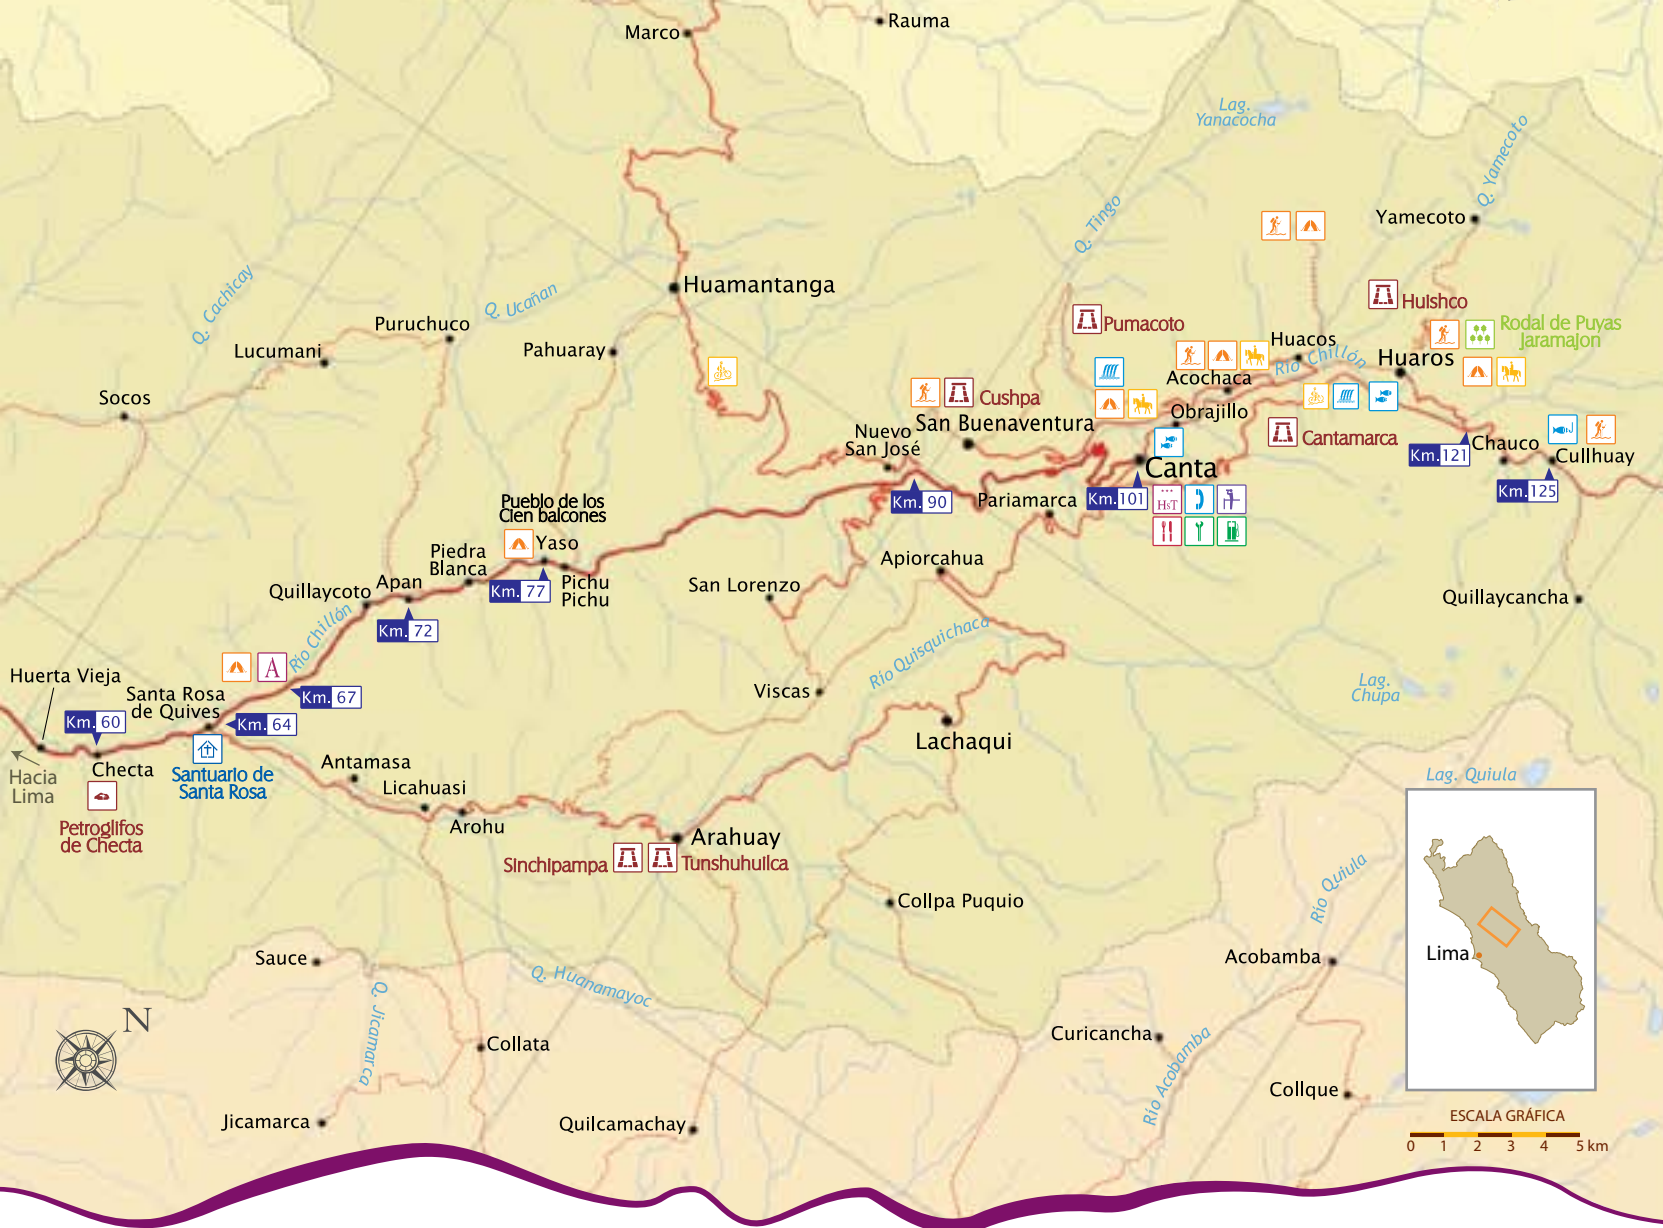 Marco
Rauma
Lag.
Yanacocha
Q. Yamecoto
Yamecoto
Q. Tingo
Q. Cachicay
Q. Ucañan
Huamantanga
Huishco
Pumacoto
Rodal de Puyas
Jaramajon
Puruchuco
Lucumani
Pahuaray
Huacos
Río Chillón
Huaros
Acochaca
Socos
Cushpa
Obrajillo
San Buenaventura
Nuevo
San José
Cantamarca
Chauco
Km. 121
Cullhuay
Km. 125
Canta
Km. 101
HsT
Km. 90
Pariamarca
Pueblo de los
Cien balcones
Yaso
Piedra
Blanca
Km. 77
Pichu
Pichu
Apiorcahua
San Lorenzo
Quillaycoto
Apan
Km. 72
Quillaycancha
Río Chillón
Río Quisquichaca
A
Huerta Vieja
Santa Rosa
de Quives
Km. 67
Km. 64
Km. 60
Viscas
Lag.
Chupa
Lachaqui
Hacia
Lima
Checta
Santuario de
Santa Rosa
Antamasa
Licahuasi
Arohu
Lag. Quiula
Petroglifos
de Checta
Arahuay
Sinchipampa
Tunshuhuilca
Río Quiula
Collpa Puquio
Sauce
Acobamba
Lima
Q. Huanamayoc
Q. Jicamarca
N
Collata
Curicancha
Río Acobamba
Collque
Jicamarca
Quilcamachay
ESCALA GRÁFICA
0 1 2 3 4 5 km